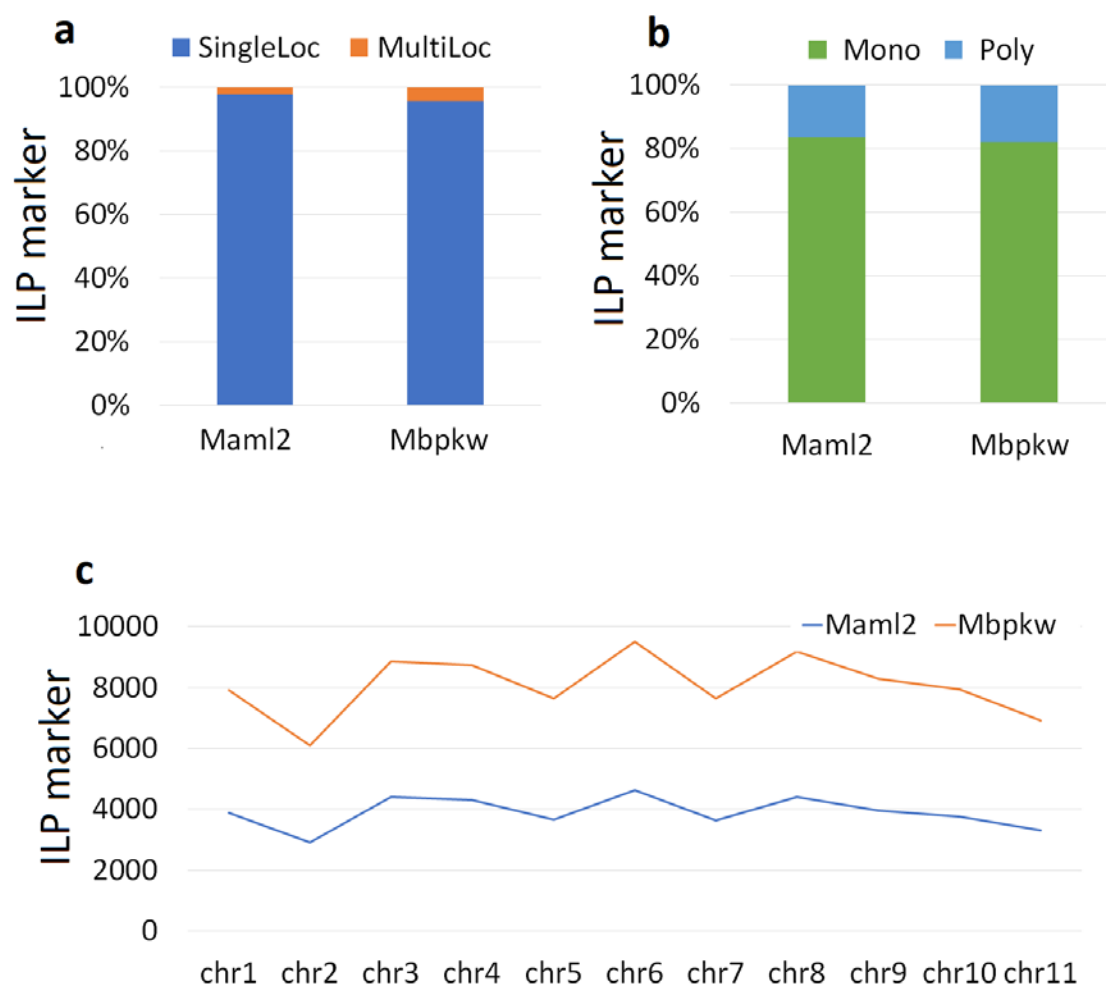 a
SingleLoc MultiLoc
100%
80%
60%
40%
20%
0%
ILP marker
Maml2 Mbpkw
b
Mono Poly
100%
80%
60%
40%
20%
0%
ILP marker
Maml2 Mbpkw
c
Maml2 Mbpkw
10000
8000
6000
4000
2000
0
ILP marker
chr1 chr2 chr3 chr4 chr5 chr6 chr7 chr8 chr9 chr10 chr11